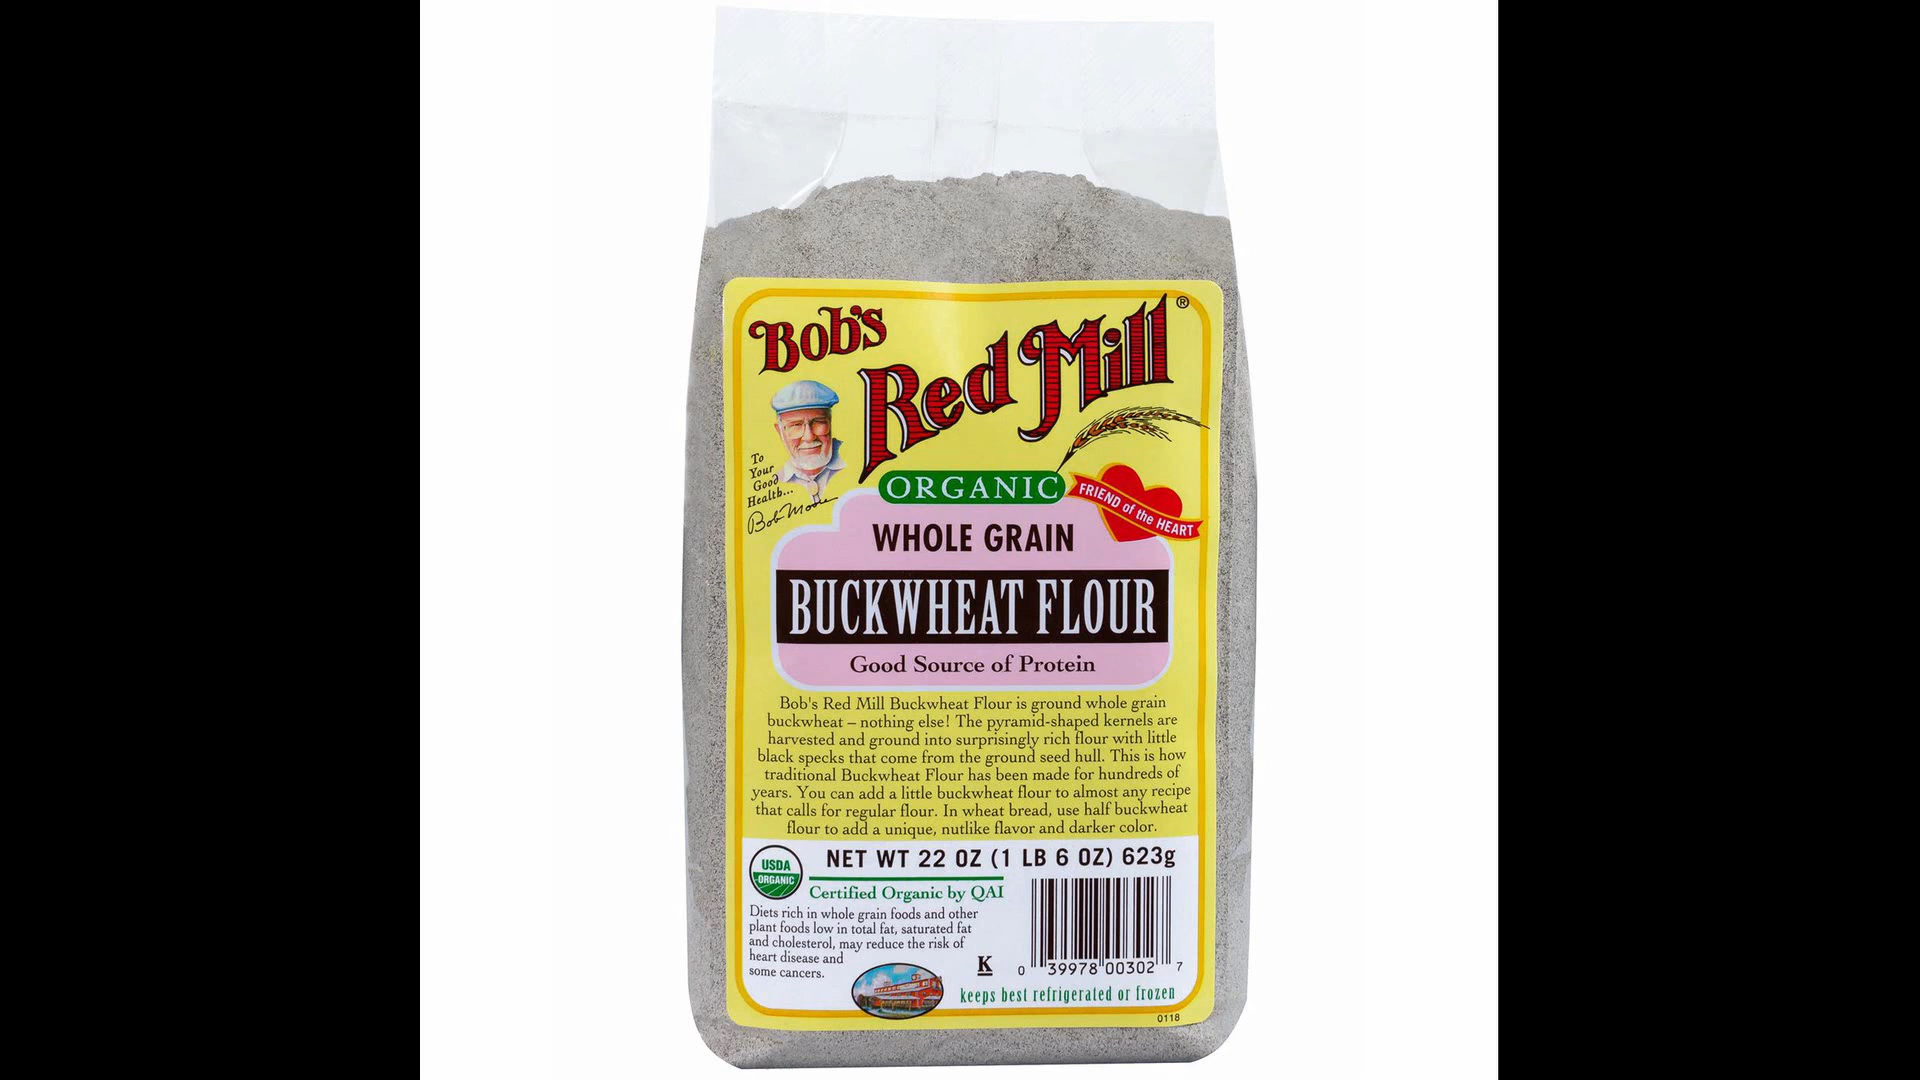 Bob's
Red Mill®
To
Your
Good
Health...
Bob Moore
ORGANIC
FRIEND of the HEART
WHOLE GRAIN
BUCKWHEAT FLOUR
Good Source of Protein
Bob's Red Mill Buckwheat Flour is ground whole grain
buckwheat – nothing else! The pyramid-shaped kernels are
harvested and ground into surprisingly rich flour with little
black specks that come from the ground seed hull. This is how
traditional Buckwheat Flour has been made for hundreds of
years. You can add a little buckwheat flour to almost any recipe
that calls for regular flour. In wheat bread, use half buckwheat
flour to add a unique, nutlike flavor and darker color.
USDA
ORGANIC
NET WT 22 OZ (1 LB 6 OZ) 623g
Certified Organic by QAI
Diets rich in whole grain foods and other
plant foods low in total fat, saturated fat
and cholesterol, may reduce the risk of
heart disease and
some cancers.
K
0 39978 00302 7
keeps best refrigerated or frozen
0118